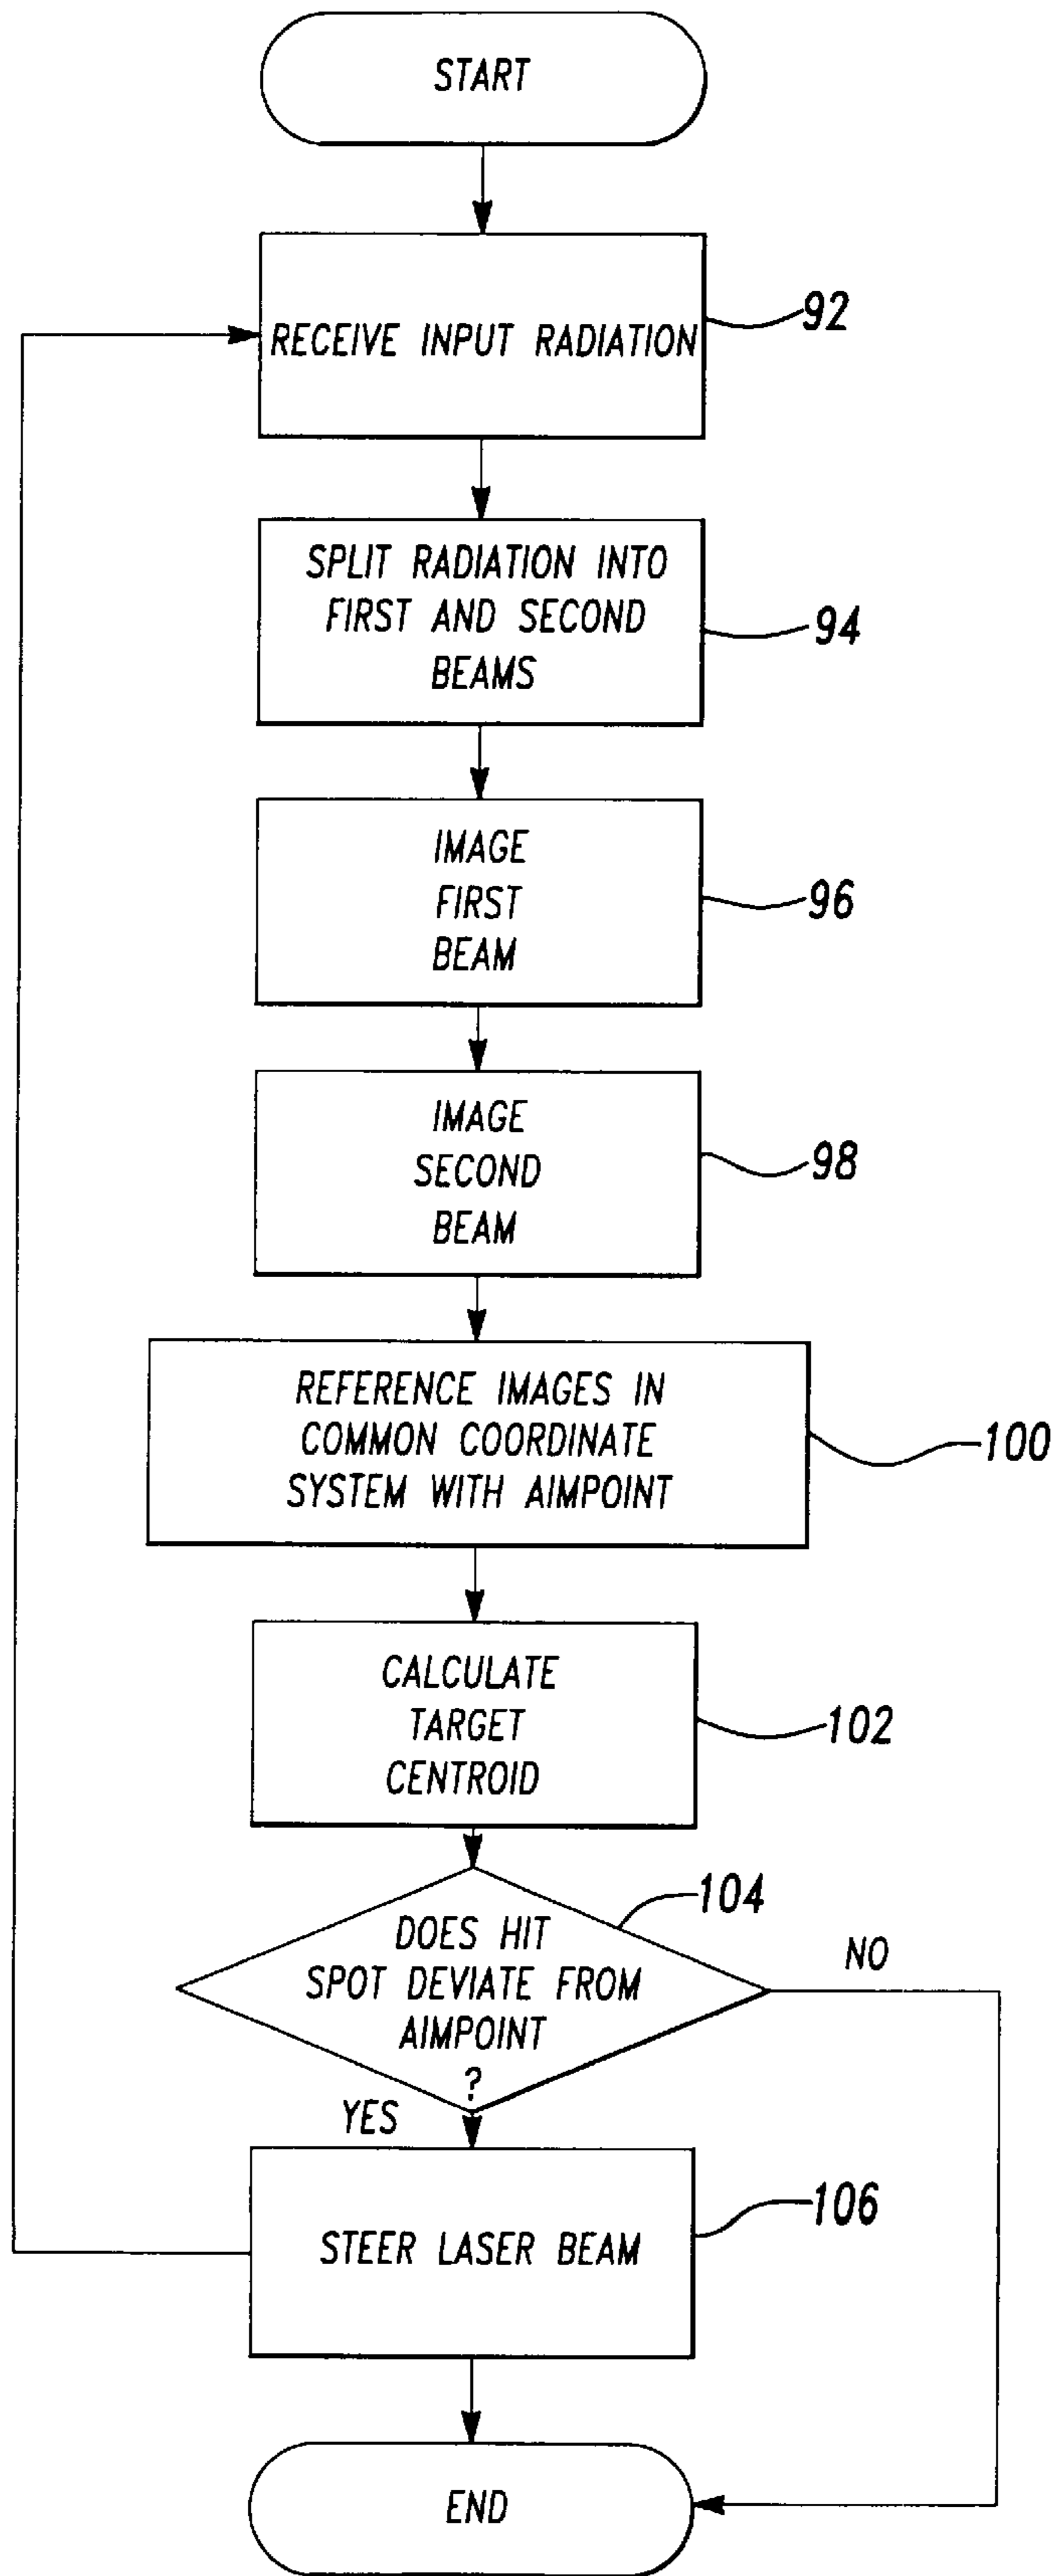 START
RECEIVE INPUT RADIATION
92
SPLIT RADIATION INTO
FIRST AND SECOND
BEAMS
94
IMAGE
FIRST
BEAM
96
IMAGE
SECOND
BEAM
98
REFERENCE IMAGES IN
COMMON COORDINATE
SYSTEM WITH AIMPOINT
100
CALCULATE
TARGET
CENTROID
102
104
DOES HIT
SPOT DEVIATE FROM
AIMPOINT
?
NO
YES
STEER LASER BEAM
106
END